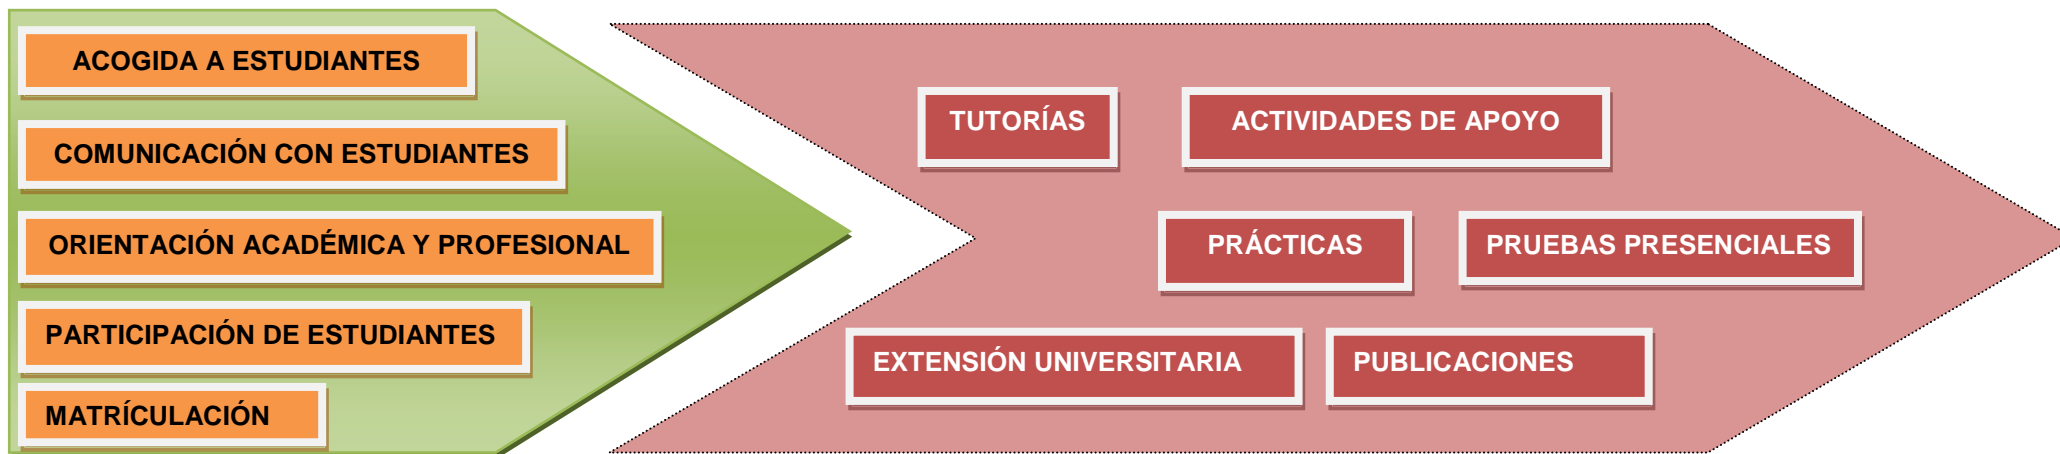 ACOGIDA A ESTUDIANTES
COMUNICACIÓN CON ESTUDIANTES
ORIENTACIÓN ACADÉMICA Y PROFESIONAL
PARTICIPACIÓN DE ESTUDIANTES
MATRÍCULACIÓN
TUTORÍAS
ACTIVIDADES DE APOYO
PRÁCTICAS
PRUEBAS PRESENCIALES
EXTENSIÓN UNIVERSITARIA
PUBLICACIONES